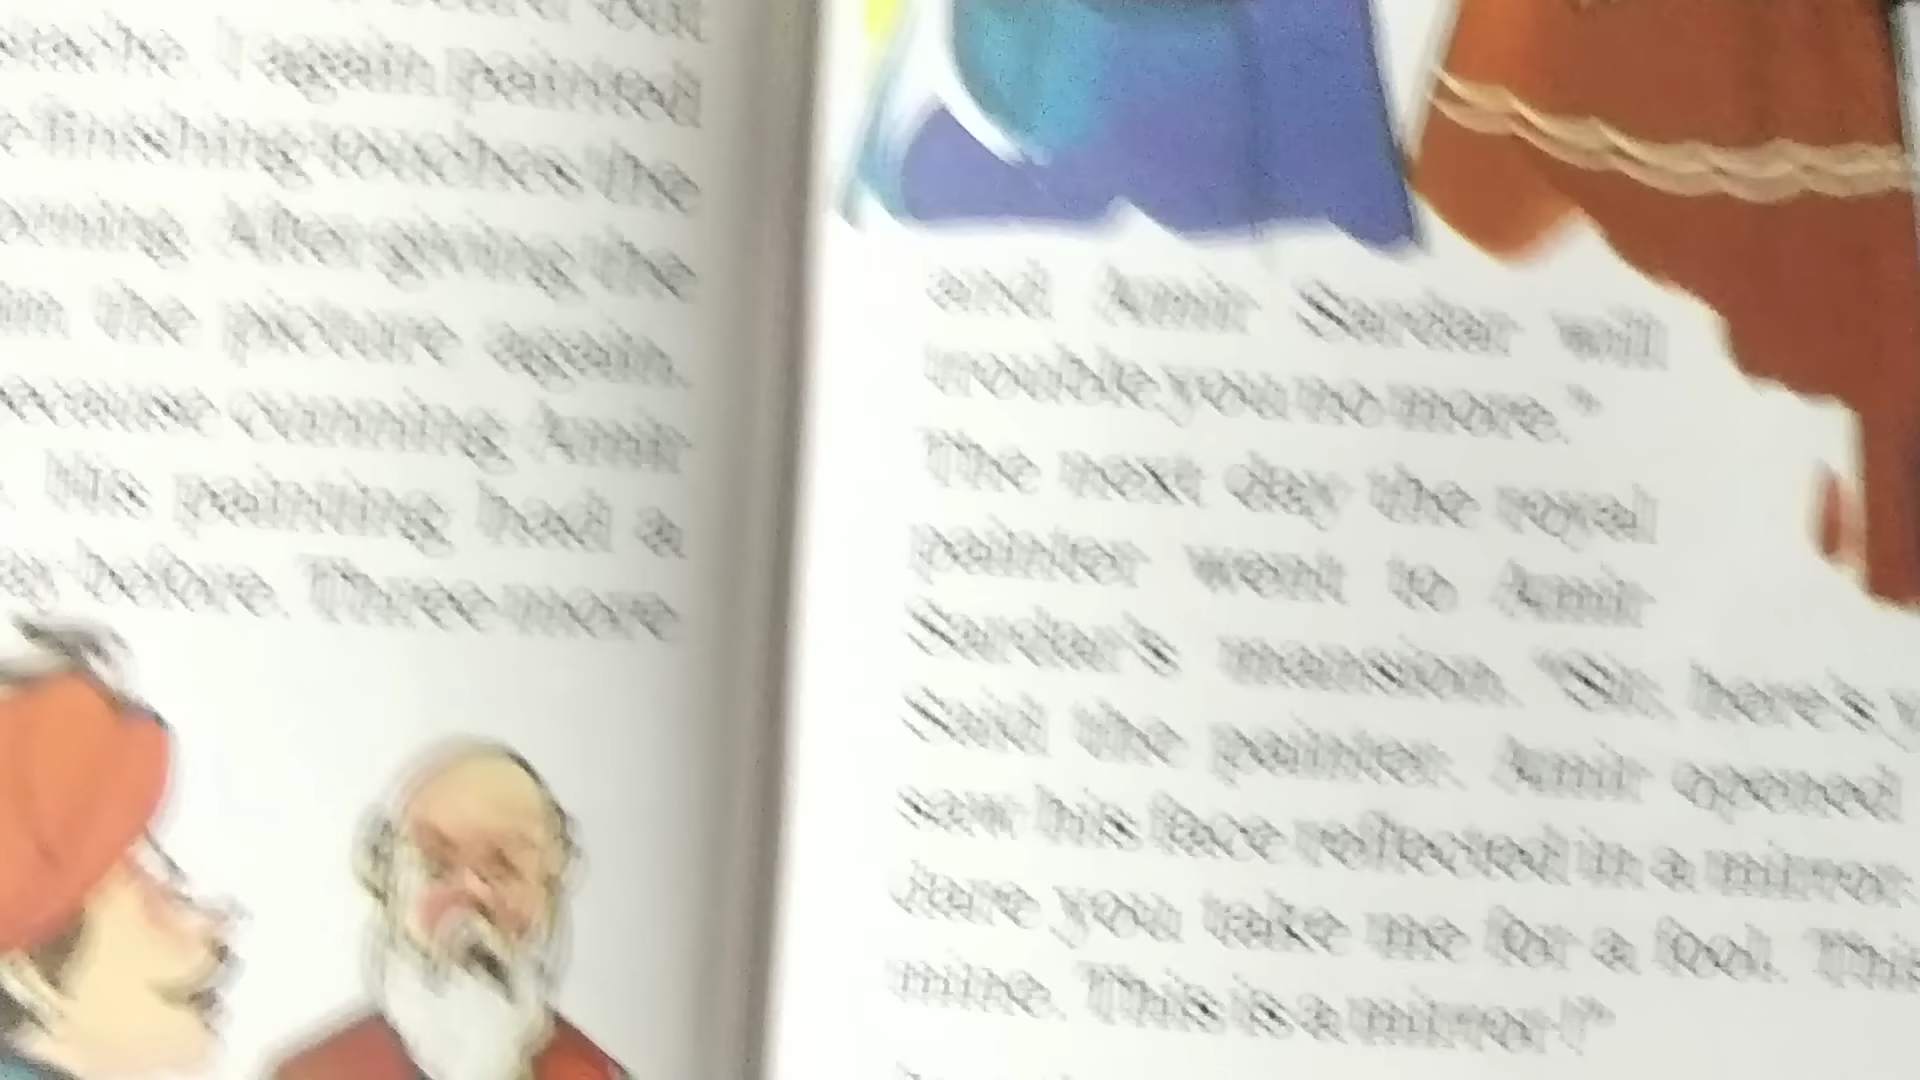 I again painted
finishing touches the
After giving the
the picture again.
cunning Amir
His painting had a
before. Three more
and Amir Sardar will
trouble you no more."
The next day the royal
painter went to Amir
Sardar's mansion. "Sir, here's
Said the painter. Amir opened
saw his face reflected in a mirror.
dare you take me for a fool. This
mine. This is a mirror!"